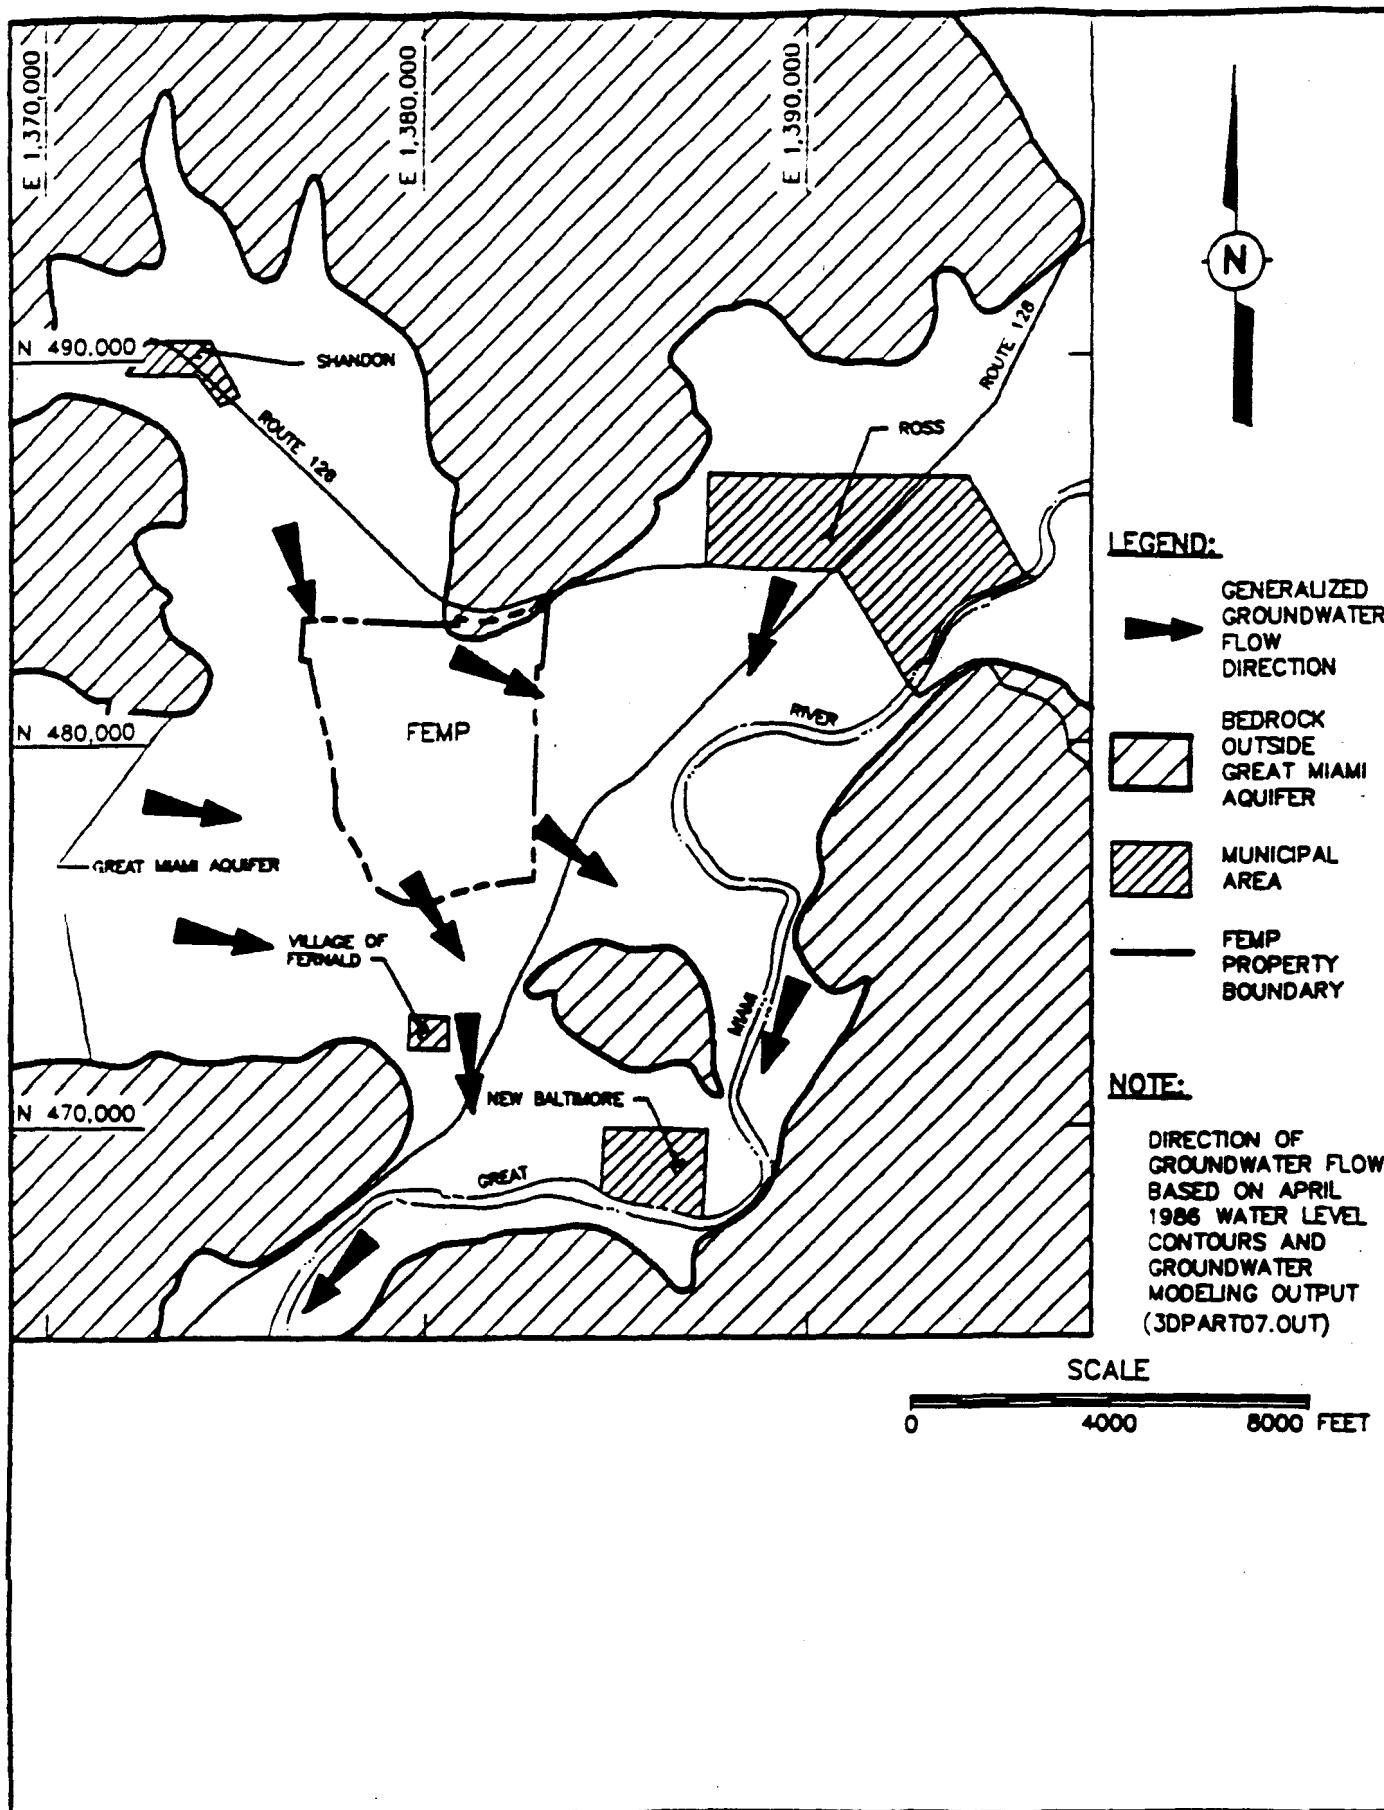 E 1,370,000
E 1,380,000
E 1,390,000
N
N 490.000
SHANDON
ROUTE 128
ROUTE 126
ROSS
LEGEND:
GENERALIZED
GROUNDWATER
FLOW
DIRECTION
N 480,000
FEMP
RIVER
BEDROCK
OUTSIDE
GREAT MIAMI
AQUIFER
GREAT MIAMI AQUIFER
MUNICIPAL
AREA
VILLAGE OF
FERNALD
FEMP
PROPERTY
BOUNDARY
MIAMI
N 470,000
NEW BALTIMORE
GREAT
NOTE:
DIRECTION OF
GROUNDWATER FLOW
BASED ON APRIL
1986 WATER LEVEL
CONTOURS AND
GROUNDWATER
MODELING OUTPUT
(3DPART07.OUT)
SCALE
0 4000 8000 FEET